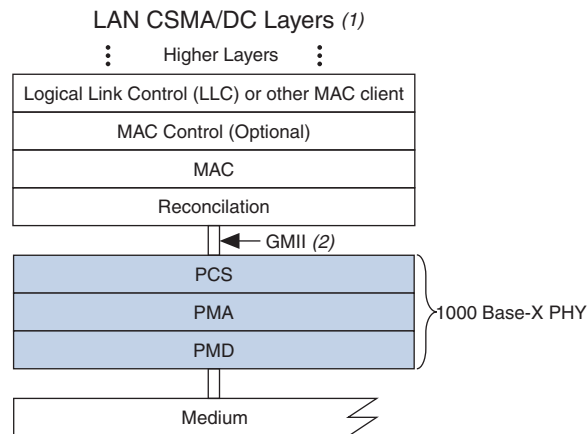 LAN CSMA/DC Layers (1)
Higher Layers
Logical Link Control (LLC) or other MAC client
MAC Control (Optional)
MAC
Reconcilation
GMII (2)
PCS
PMA
1000 Base-X PHY
PMD
Medium